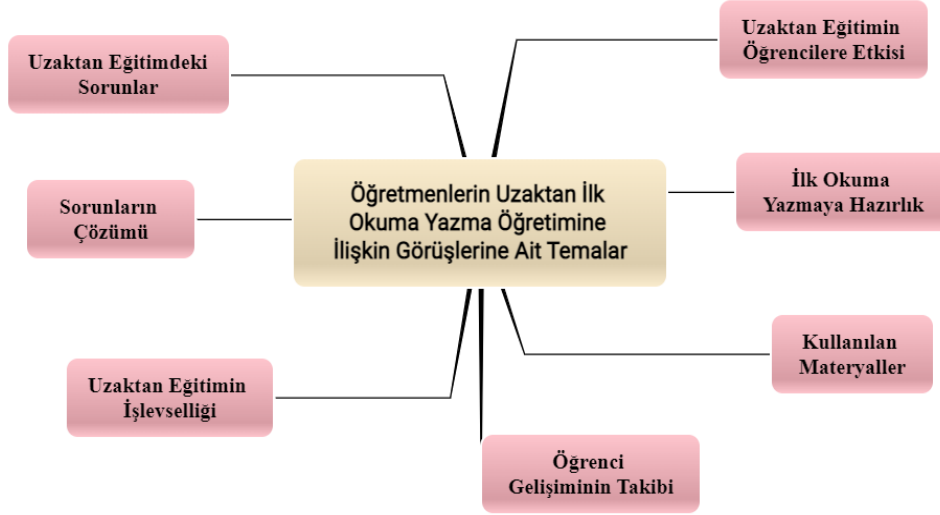 Uzaktan Eğitimin
Öğrencilere Etkisi
Uzaktan Eğitimdeki
Sorunlar
İlk Okuma
Yazmaya Hazırlık
Öğretmenlerin Uzaktan İlk
Okuma Yazma Öğretimine
İlişkin Görüşlerine Ait Temalar
Sorunların
Çözümü
Kullanılan
Materyaller
Uzaktan Eğitimin
İşlevselliği
Öğrenci
Gelişiminin Takibi